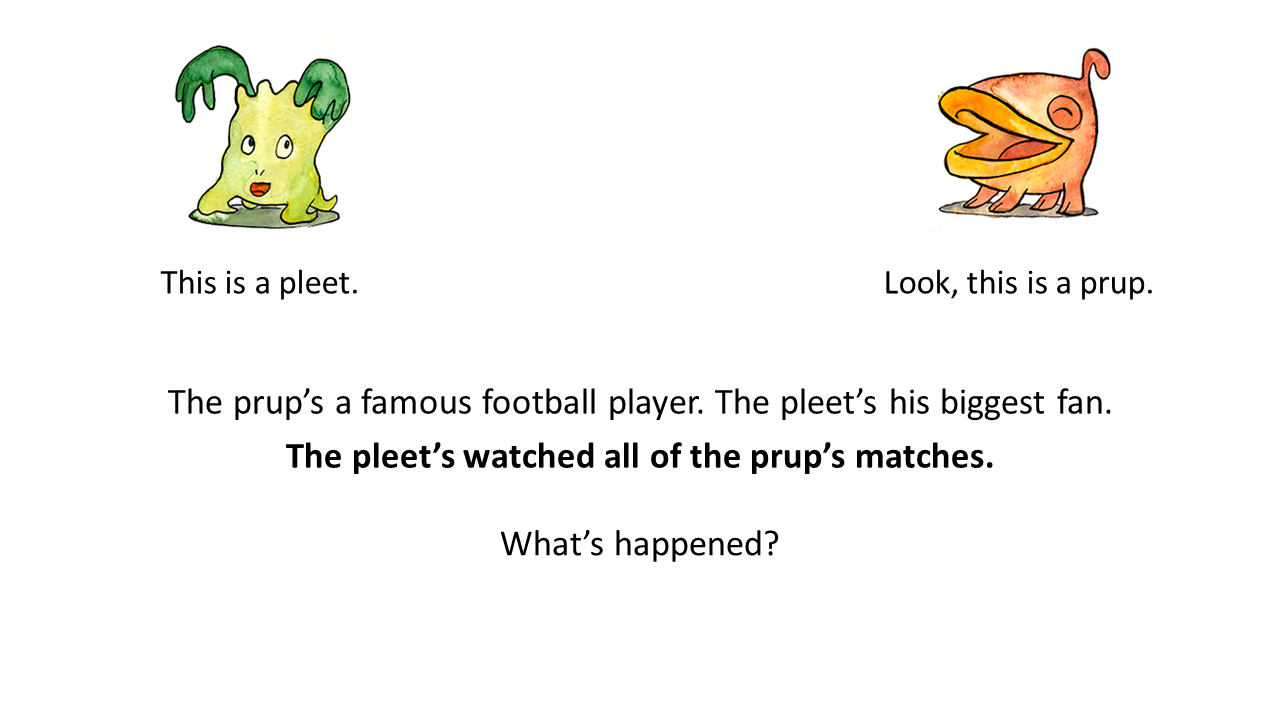 This is a pleet.
Look, this is a prup.
The prup’s a famous football player. The pleet’s his biggest fan.
The pleet’s watched all of the prup’s matches.
What’s happened?